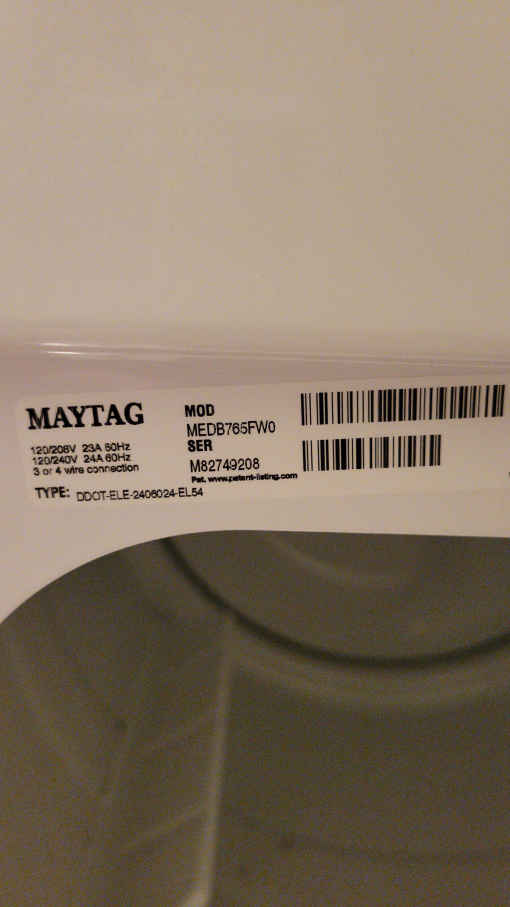 MAYTAG
120/208V 23A 60Hz
120/240V 24A 60Hz
3 or 4 wire connection
TYPE: DDOT-ELE-2406024-EL54
MOD
MEDB765FW0
SER
M82749208
Pat. www.patent-listing.com